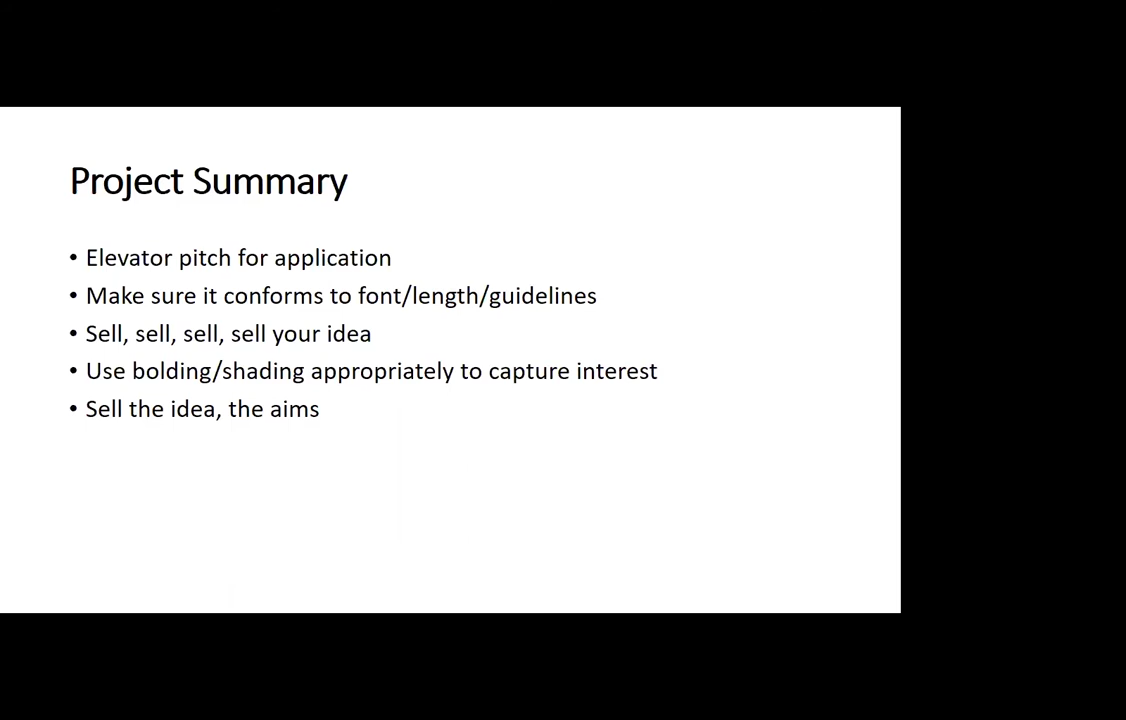 Project Summary
• Elevator pitch for application
• Make sure it conforms to font/length/guidelines
• Sell, sell, sell, sell your idea
• Use bolding/shading appropriately to capture interest
• Sell the idea, the aims